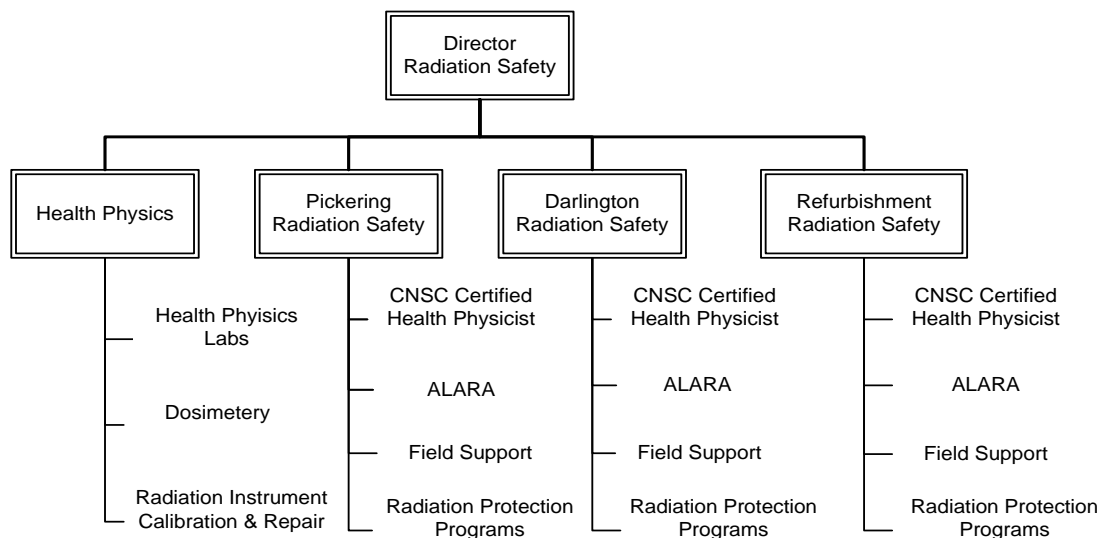 Director
Radiation Safety
Health Physics
Pickering
Radiation Safety
Darlington
Radiation Safety
Refurbishment
Radiation Safety
Health Phyisics
Labs
Dosimetery
Radiation Instrument
Calibration & Repair
CNSC Certified
Health Physicist
ALARA
Field Support
Radiation Protection
Programs
CNSC Certified
Health Physicist
ALARA
Field Support
Radiation Protection
Programs
CNSC Certified
Health Physicist
ALARA
Field Support
Radiation Protection
Programs